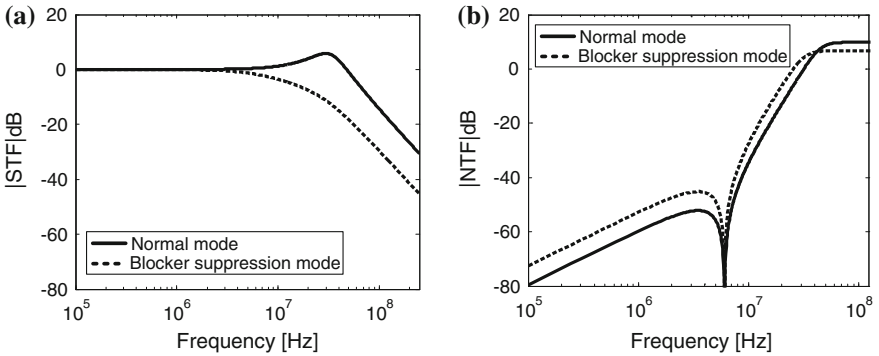 (a)
20
0
-20
-40
-60
-80
|STF|dB
Normal mode
Blocker suppression mode
10^5
10^6
10^7
10^8
Frequency [Hz]
(b)
20
0
-20
-40
-60
-80
|NTF|dB
Normal mode
Blocker suppression mode
10^5
10^6
10^7
10^8
Frequency [Hz]